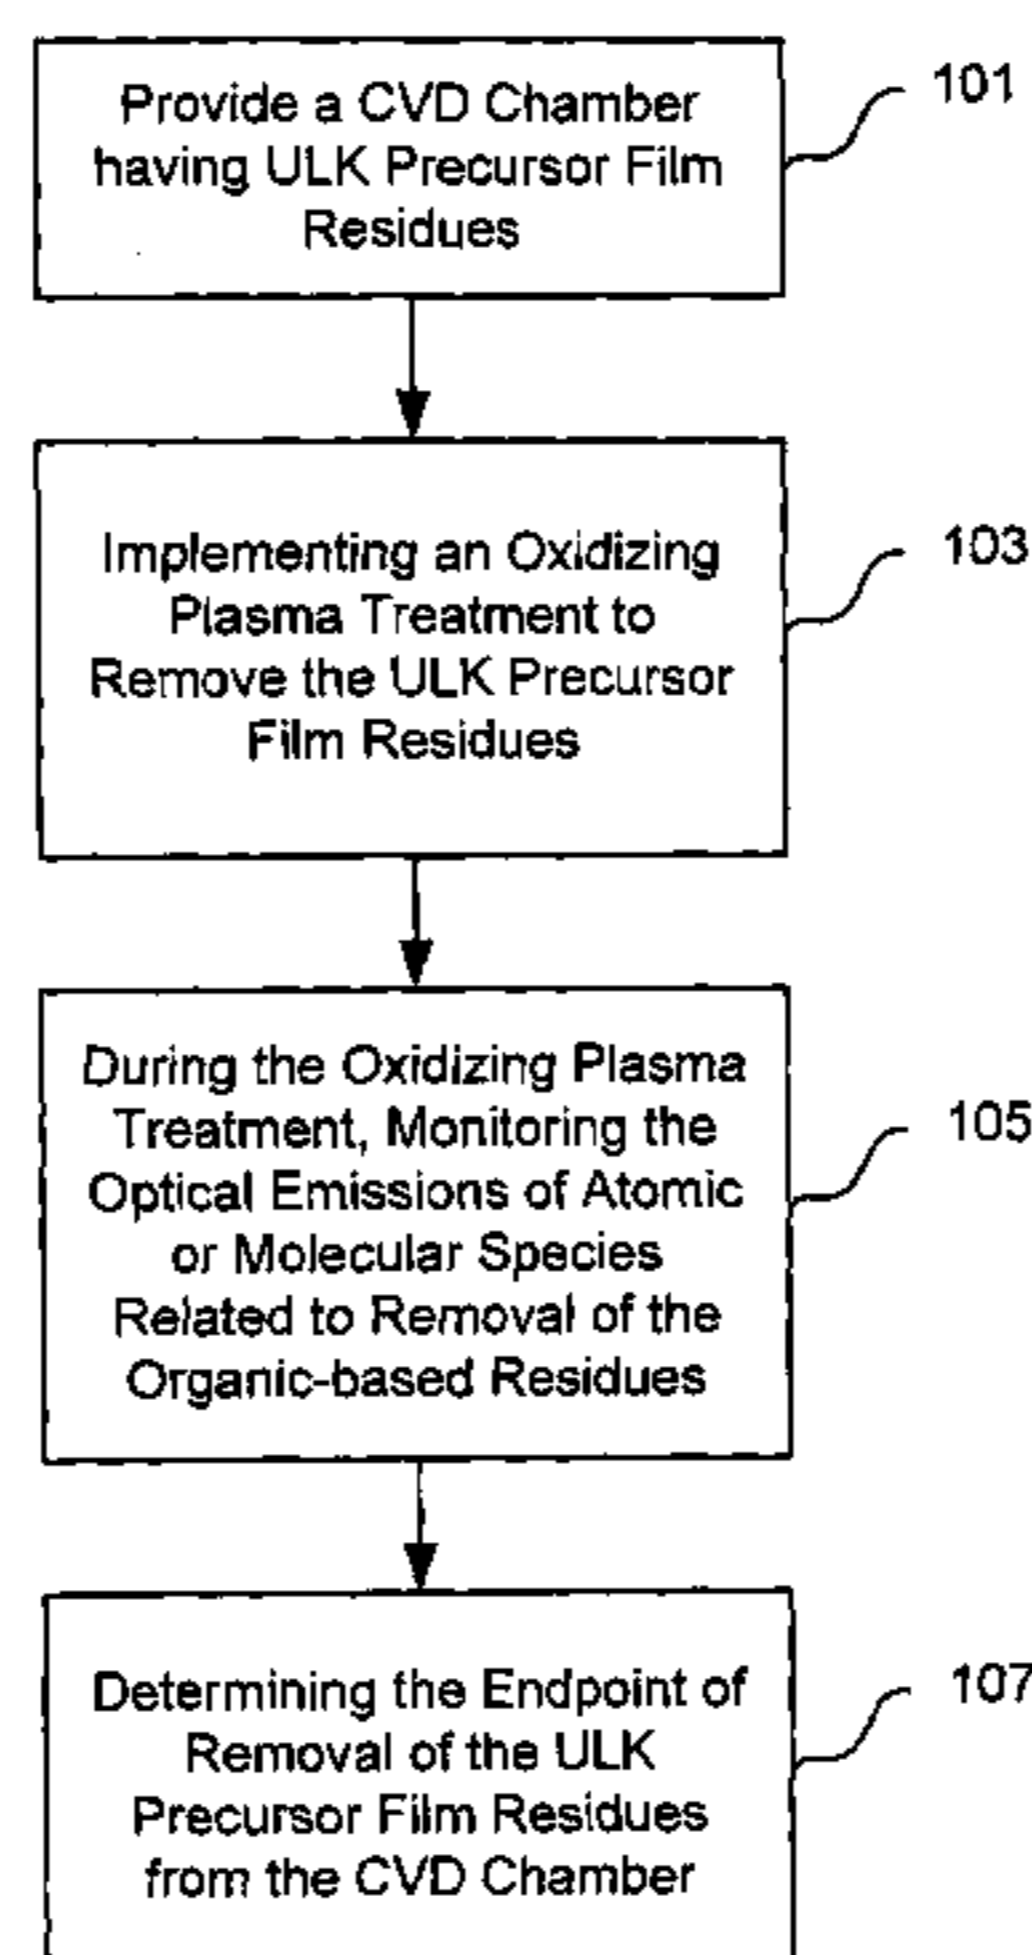 Provide a CVD Chamber
having ULK Precursor Film
Residues
101
Implementing an Oxidizing
Plasma Treatment to
Remove the ULK Precursor
Film Residues
103
During the Oxidizing Plasma
Treatment, Monitoring the
Optical Emissions of Atomic
or Molecular Species
Related to Removal of the
Organic-based Residues
105
Determining the Endpoint of
Removal of the ULK
Precursor Film Residues
from the CVD Chamber
107